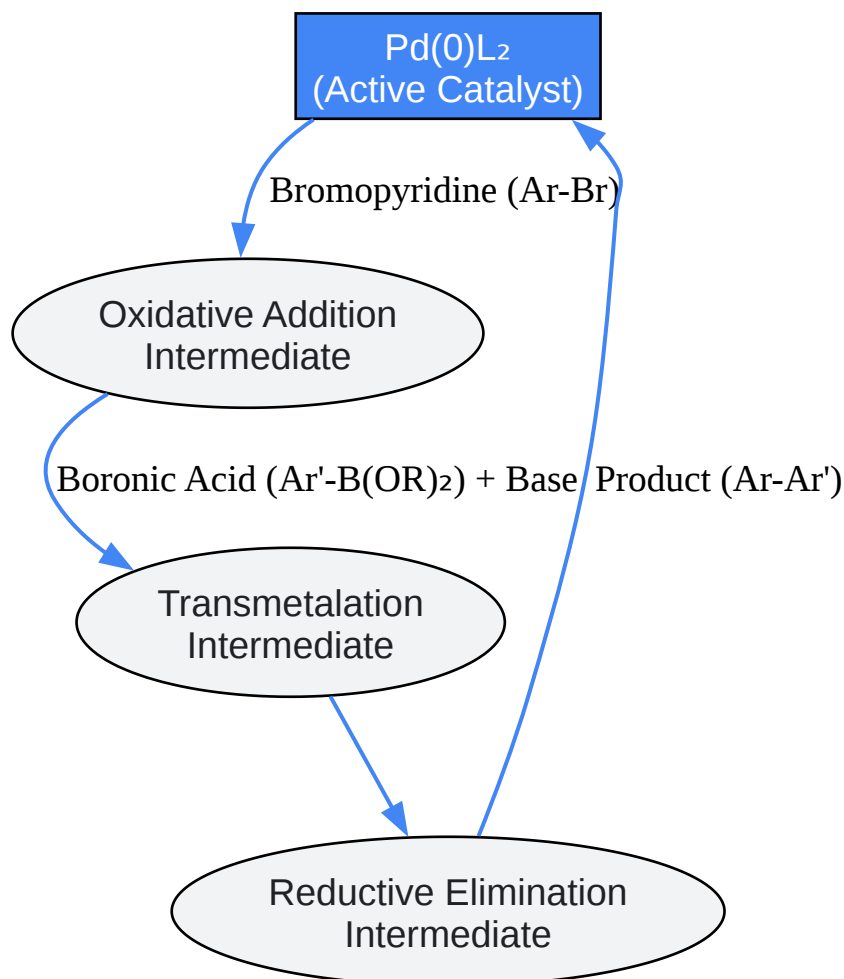 Pd(0)L₂
(Active Catalyst)
Bromopyridine (Ar-Br)
Oxidative Addition
Intermediate
Boronic Acid (Ar'-B(OR)₂) + Base
Product (Ar-Ar')
Transmetalation
Intermediate
Reductive Elimination
Intermediate